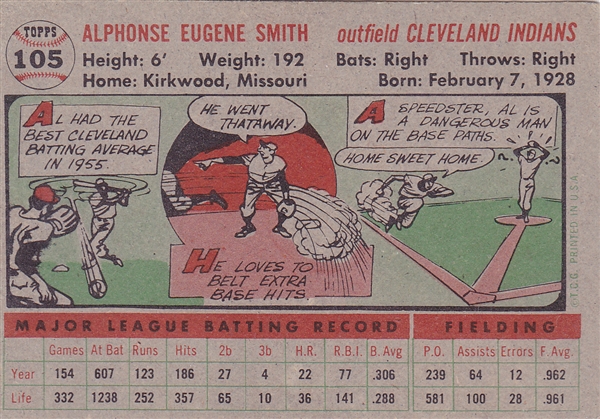 TOPPS
105
ALPHONSE EUGENE SMITH
outfield CLEVELAND INDIANS
Height: 6' Weight: 192
Bats: Right Throws: Right
Home: Kirkwood, Missouri
Born: February 7, 1928
AL HAD THE
BEST CLEVELAND
BATTING AVERAGE
IN 1955.
HE WENT
THATAWAY.
HE LOVES TO
BELT EXTRA
BASE HITS.
A SPEEDSTER, AL IS
A DANGEROUS MAN
ON THE BASE PATHS.
HOME SWEET HOME.
? ?
T.C.G. PRINTED IN U.S.A.
MAJOR LEAGUE BATTING RECORD
FIELDING
Games At Bat Runs Hits 2b 3b H.R. R.B.I. B. Avg P.O. Assists Errors F. Avg
Year 154 607 123 186 27 4 22 77 .306 239 64 12 .962
Life 332 1238 252 357 65 10 36 141 .288 581 100 28 .961